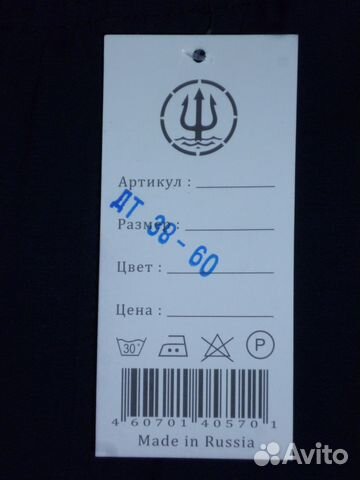 Артикул :
Размер :
ДТ 38-60
Цвет :
Цена :
30°
P
4 60701 40570 1
Made in Russia
Avito